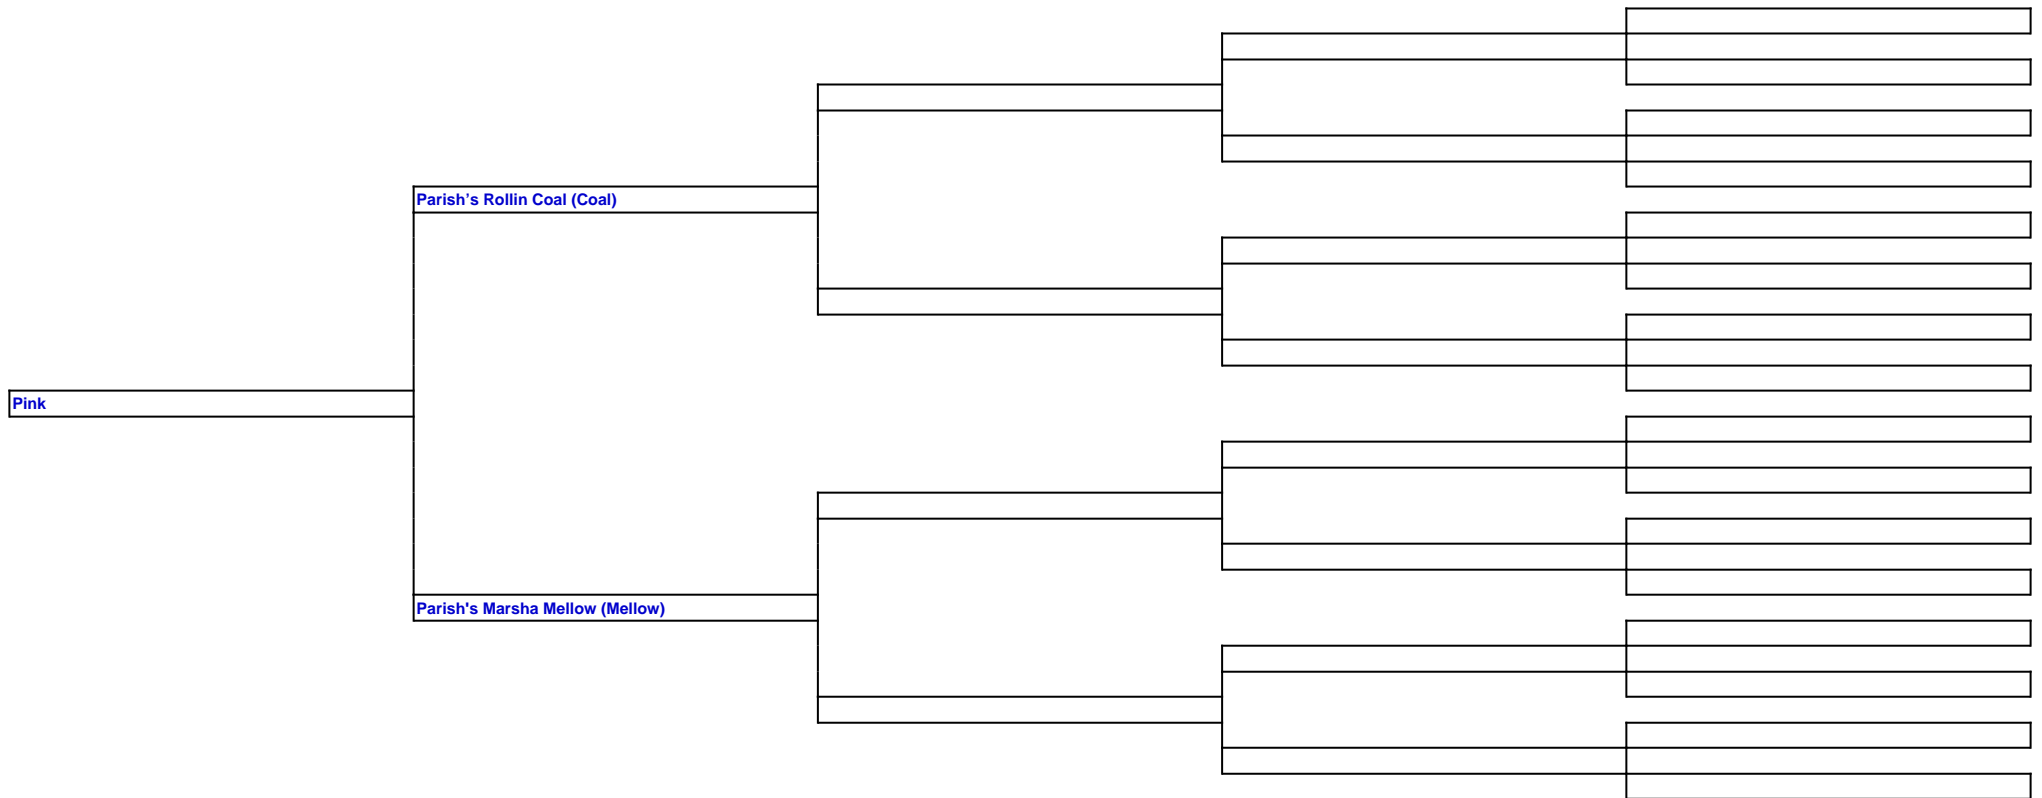 Parish’s Rollin Coal (Coal)
Pink
Parish's Marsha Mellow (Mellow)